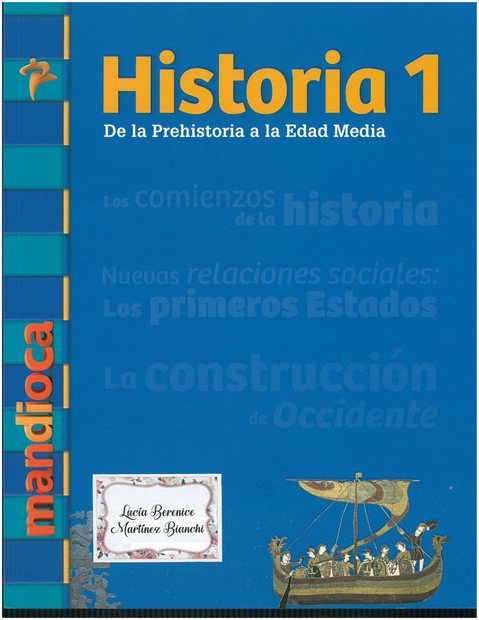 Historia 1
De la Prehistoria a la Edad Media
Los comienzos
de la historia
Nuevas relaciones sociales:
Los primeros Estados
La construcción
de Occidente
mandioca
Lucía Berenice
Martínez Bianchi